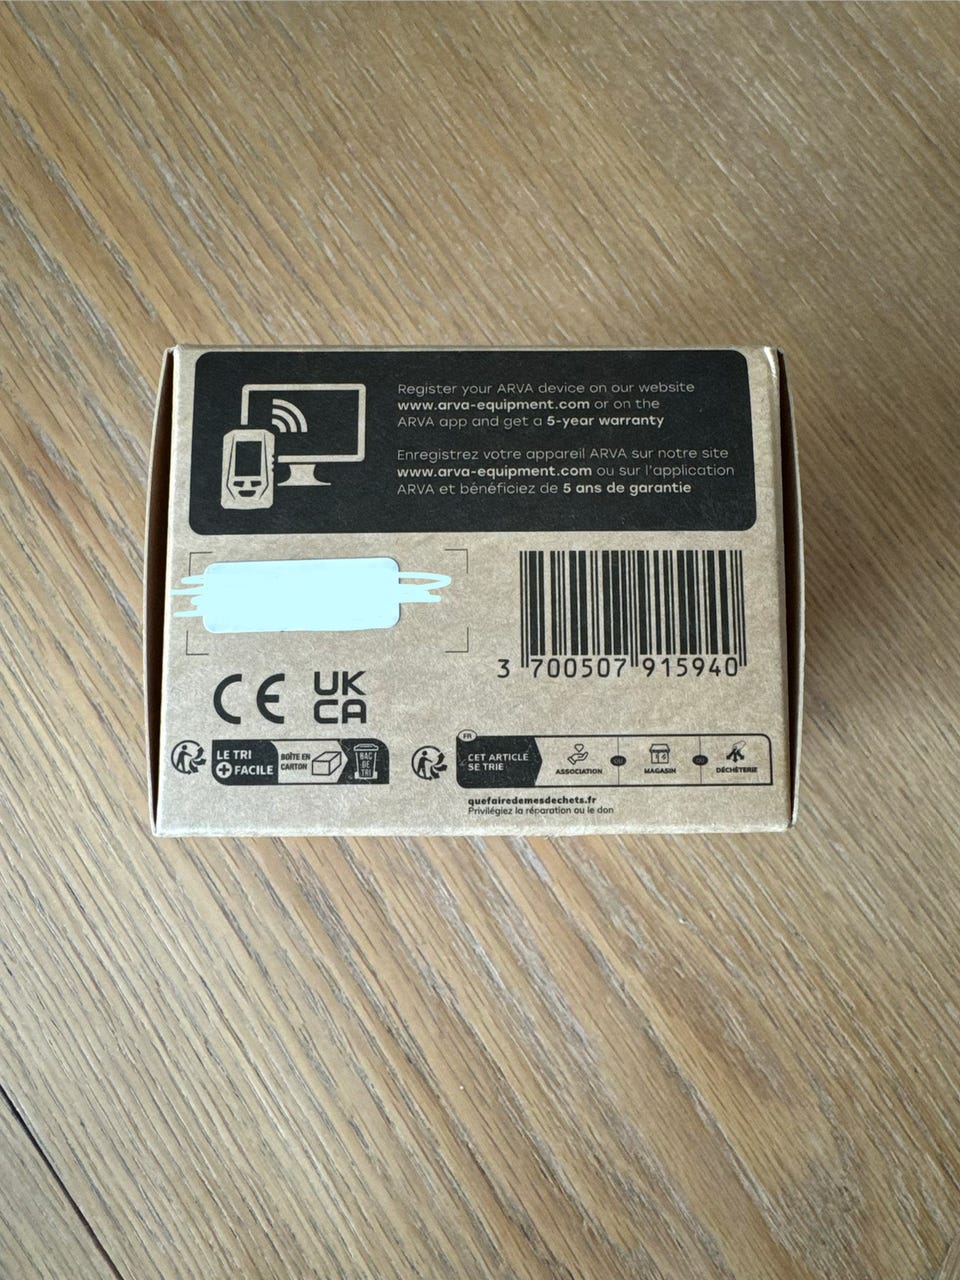 Register your ARVA device on our website
www.arva-equipment.com or on the
ARVA app and get a 5-year warranty
Enregistrez votre appareil ARVA sur notre site
www.arva-equipment.com ou sur l'application
ARVA et bénéficiez de 5 ans de garantie
3 700507 915940
CE UK
CA
LE TRI
+ FACILE
BOÎTE EN
CARTON
BAC
DE
TRI
FR
CET ARTICLE
SE TRIE
ASSOCIATION
OU
MAGASIN
OU
DÉCHÈTERIE
quefairedemesdechets.fr
Privilégiez la réparation ou le don